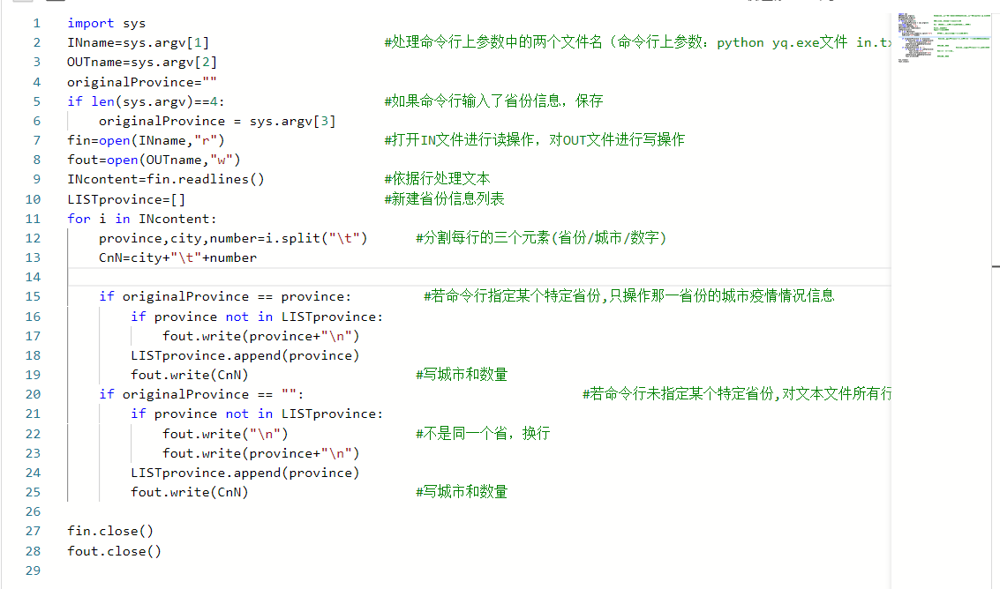 1 import sys
2 INname=sys.argv[1] #处理命令行上参数中的两个文件名（命令行上参数：python yq.exe文件 in.tx
3 OUTname=sys.argv[2]
4 originalProvince=""
5 if len(sys.argv)==4: #如果命令行输入了省份信息，保存
6 originalProvince = sys.argv[3]
7 fin=open(INname,"r") #打开IN文件进行读操作，对OUT文件进行写操作
8 fout=open(OUTname,"w")
9 INcontent=fin.readlines() #依据行处理文本
10 LISTprovince=[] #新建省份信息列表
11 for i in INcontent:
12 province,city,number=i.split("\t") #分割每行的三个元素(省份/城市/数字)
13 CnN=city+"\t"+number
14
15 if originalProvince == province: #若命令行指定某个特定省份,只操作那一省份的城市疫情情况信息
16 if province not in LISTprovince:
17 fout.write(province+"\n")
18 LISTprovince.append(province)
19 fout.write(CnN) #写城市和数量
20 if originalProvince == "": #若命令行未指定某个特定省份,对文本文件所有行
21 if province not in LISTprovince:
22 fout.write("\n") #不是同一个省，换行
23 fout.write(province+"\n")
24 LISTprovince.append(province)
25 fout.write(CnN) #写城市和数量
26
27 fin.close()
28 fout.close()
29